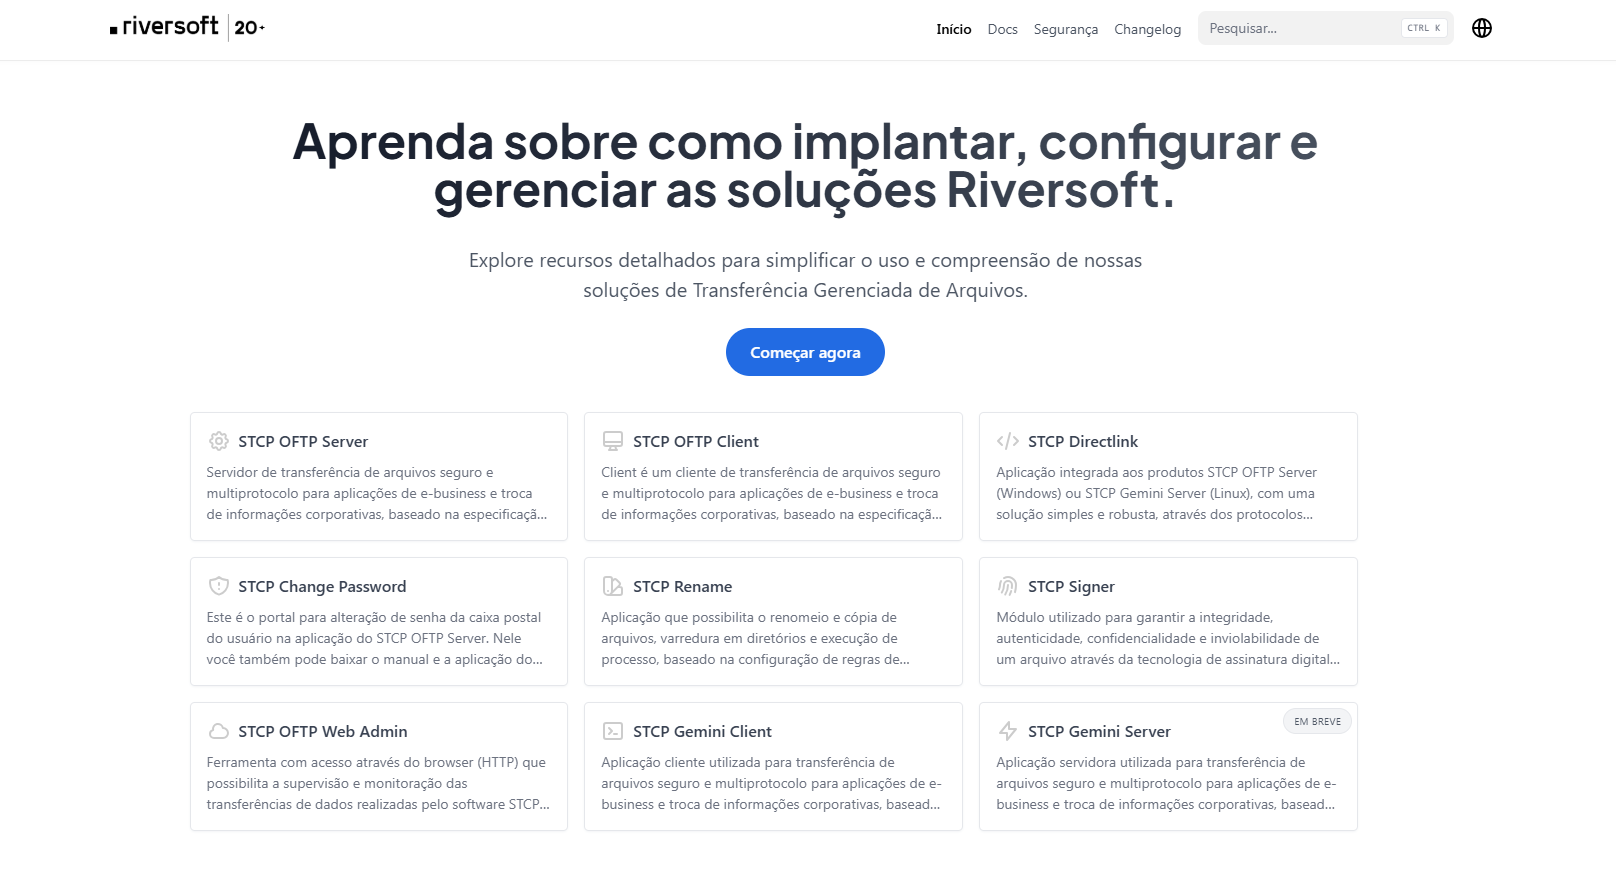 riversoft 20+
Início Docs Segurança Changelog Pesquisar... CTRL K
Aprenda sobre como implantar, configurar e
gerenciar as soluções Riversoft.
Explore recursos detalhados para simplificar o uso e compreensão de nossas
soluções de Transferência Gerenciada de Arquivos.
Começar agora
STCP OFTP Server
Servidor de transferência de arquivos seguro e
multiprotocolo para aplicações de e-business e troca
de informações corporativas, baseado na especificaçã...
STCP OFTP Client
Client é um cliente de transferência de arquivos seguro
e multiprotocolo para aplicações de e-business e troca
de informações corporativas, baseado na especificaçã...
STCP Directlink
Aplicação integrada aos produtos STCP OFTP Server
(Windows) ou STCP Gemini Server (Linux), com uma
solução simples e robusta, através dos protocolos...
STCP Change Password
Este é o portal para alteração de senha da caixa postal
do usuário na aplicação do STCP OFTP Server. Nele
você também pode baixar o manual e a aplicação do...
STCP Rename
Aplicação que possibilita o renomeio e cópia de
arquivos, varredura em diretórios e execução de
processo, baseado na configuração de regras de...
STCP Signer
Módulo utilizado para garantir a integridade,
autenticidade, confidencialidade e inviolabilidade de
um arquivo através da tecnologia de assinatura digital...
STCP OFTP Web Admin
Ferramenta com acesso através do browser (HTTP) que
possibilita a supervisão e monitoração das
transferências de dados realizadas pelo software STCP...
STCP Gemini Client
Aplicação cliente utilizada para transferência de
arquivos seguro e multiprotocolo para aplicações de e-
business e troca de informações corporativas, basead...
STCP Gemini Server
EM BREVE
Aplicação servidora utilizada para transferência de
arquivos seguro e multiprotocolo para aplicações de e-
business e troca de informações corporativas, basead...